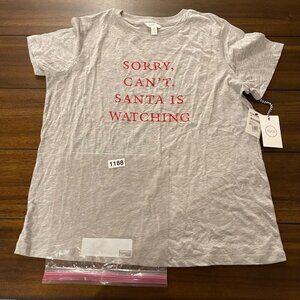 SORRY,
CAN'T,
SANTA IS
WATCHING
1188